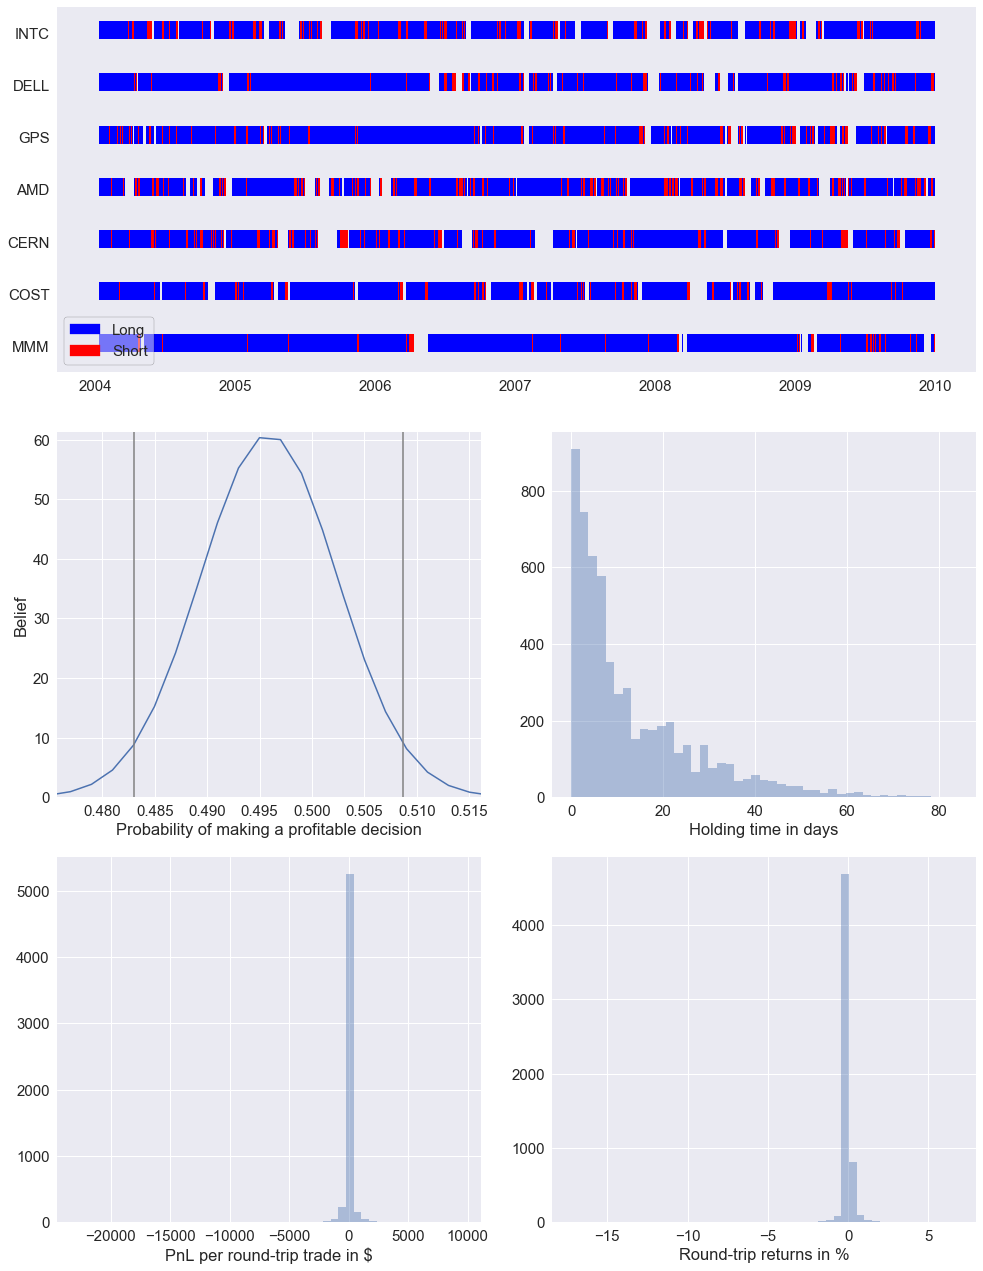 INTC
DELL
GPS
AMD
CERN
COST
MMM
Long
Short
2004 2005 2006 2007 2008 2009 2010
60
50
40
30
20
10
0
Belief
0.480 0.485 0.490 0.495 0.500 0.505 0.510 0.515
Probability of making a profitable decision
800
600
400
200
0
0 20 40 60 80
Holding time in days
5000
4000
3000
2000
1000
0
−20000 −15000 −10000 −5000 0 5000 10000
PnL per round-trip trade in $
4000
3000
2000
1000
0
−15 −10 −5 0 5
Round-trip returns in %